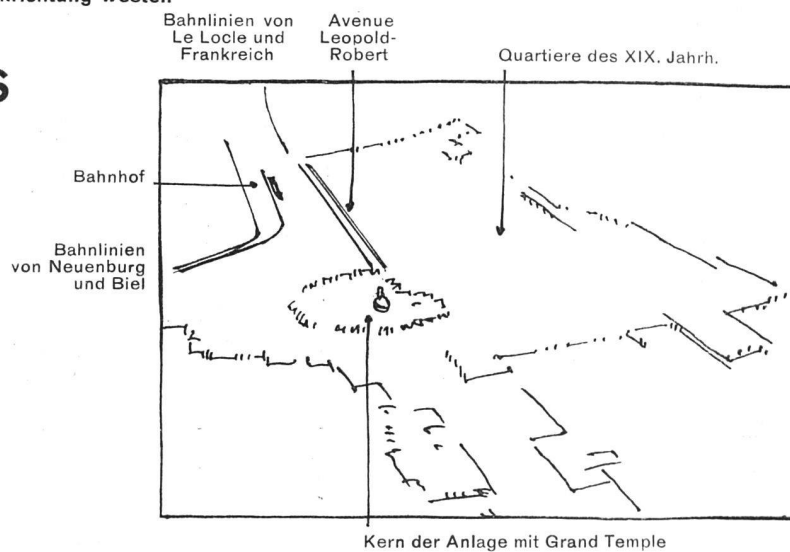 Bahnlinien von
Le Locle und
Frankreich
Avenue
Leopold-
Robert
Quartiere des XIX. Jahrh.
Bahnhof
Bahnlinien
von Neuenburg
und Biel
Kern der Anlage mit Grand Temple